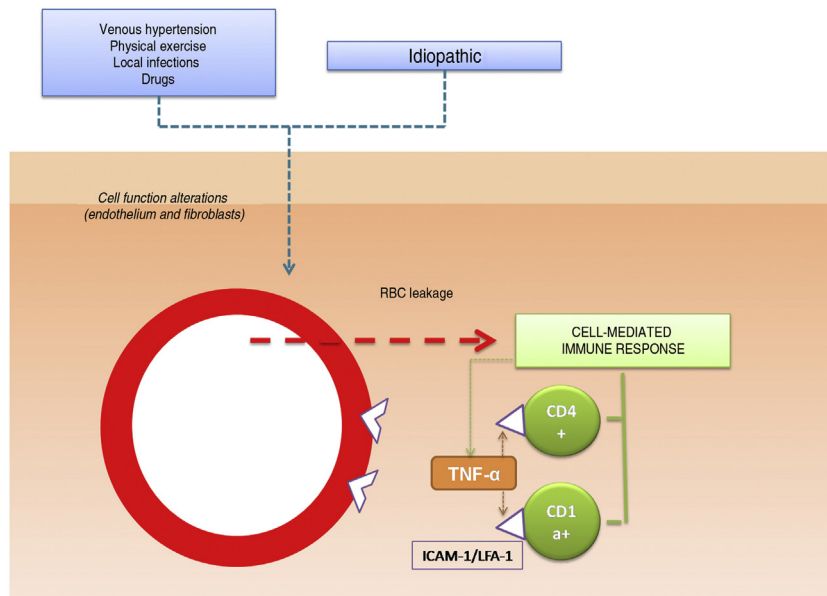 Venous hypertension
Physical exercise
Local infections
Drugs
Idiopathic
Cell function alterations
(endothelium and fibroblasts)
RBC leakage
CELL-MEDIATED
IMMUNE RESPONSE
CD4
+
TNF-α
CD1
a+
ICAM-1/LFA-1